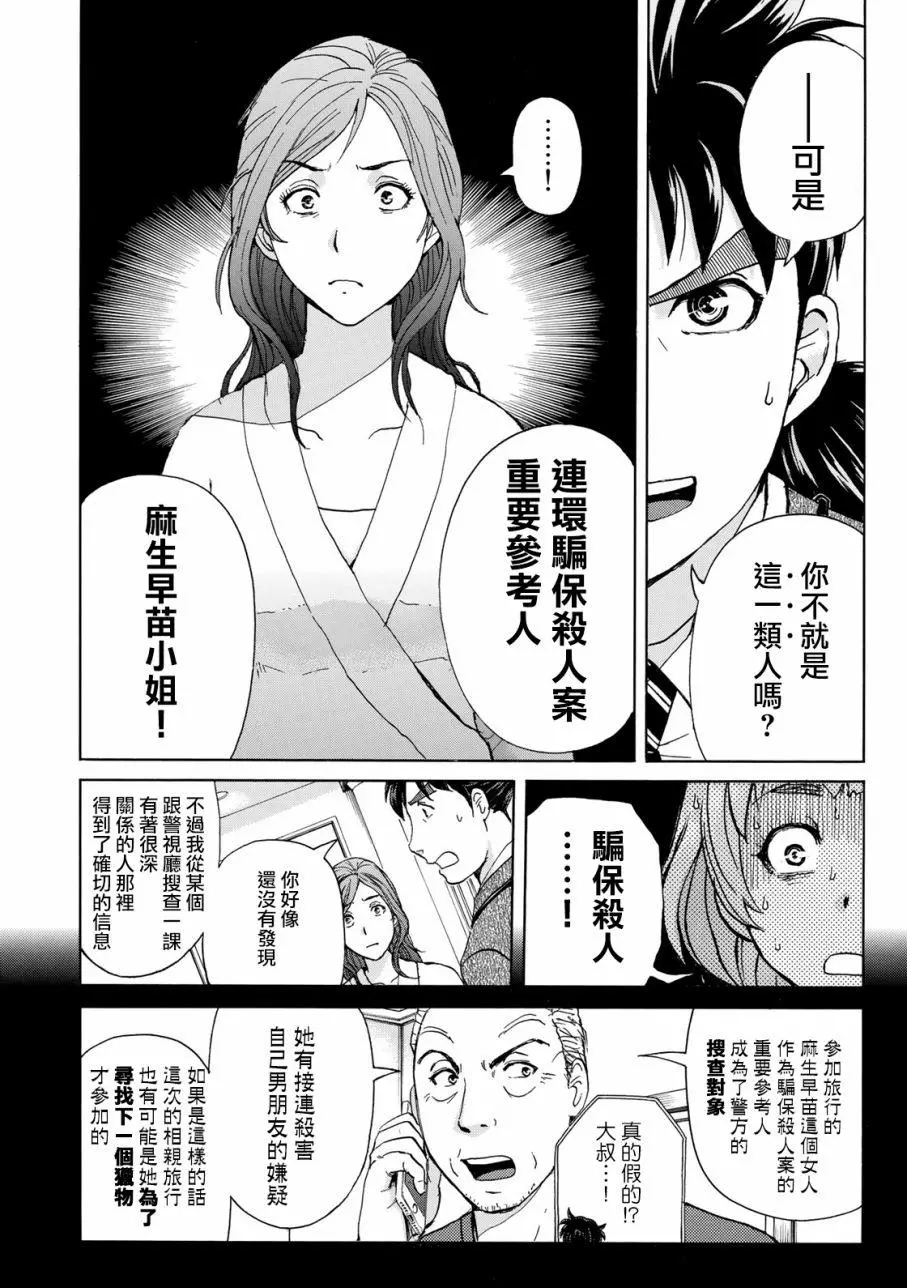 ——可是
你不就是
這一類人嗎?
……!
連環騙保殺人案
重要參考人
麻生早苗小姐!
騙保殺人
……!
你好像
還沒有發現
不過我從某個
跟警視廳搜查一課
有著很深
關係的人那裡
得到了確切的信息
參加旅行的
麻生早苗這個女人
作為騙保殺人案的
重要參考人
成為了警方的
搜查對象
真的假的!?
大叔…!
她有接連殺害
自己男朋友的嫌疑
如果是這樣的話
這次的相親旅行
也有可能是她為了
尋找下一個獵物
才參加的